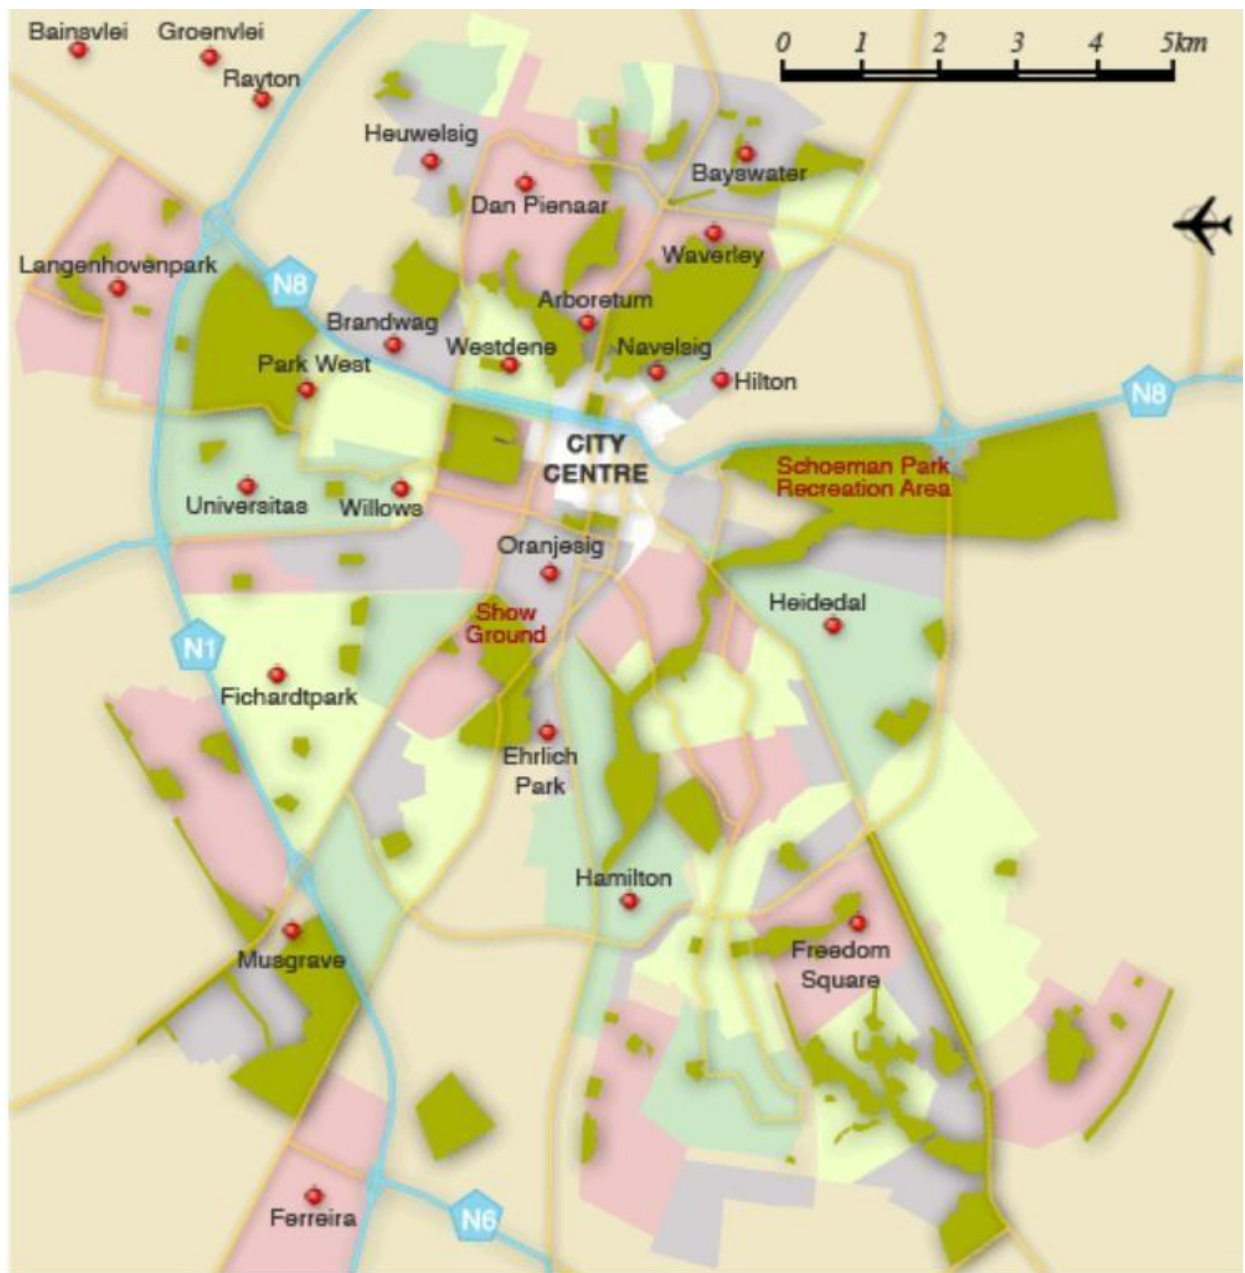 Bainsvlei
Groenvlei
Rayton
0 1 2 3 4 5km
Heuwelsig
Bayswater
Dan Pienaar
Waverley
Langenhovenpark
N8
Arboretum
Brandwag
Westdene
Navelsig
Park West
Hilton
N8
CITY
CENTRE
Schoeman Park
Recreation Area
Universitas
Willows
Oranjesig
Show
Ground
Heidedal
N1
Fichardtpark
Ehrlich
Park
Hamilton
Freedom
Square
Musgrave
Ferreira
N6